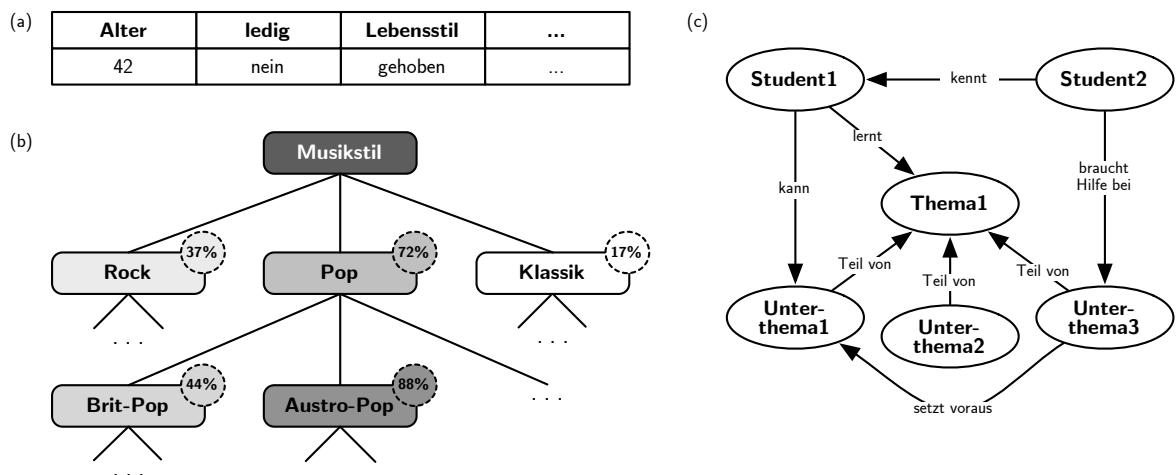 (a)
Alter ledig Lebensstil ...
42 nein gehoben ...
(b)
Musikstil
37% 72% 17%
Rock Pop Klassik
. . .
44% 88%
Brit-Pop Austro-Pop . . .
. . .
(c)
Student1 kennt Student2
lernt
kann
braucht
Hilfe bei
Thema1
Teil von Teil von Teil von
Unter-
thema1
Unter-
thema2
Unter-
thema3
setzt voraus